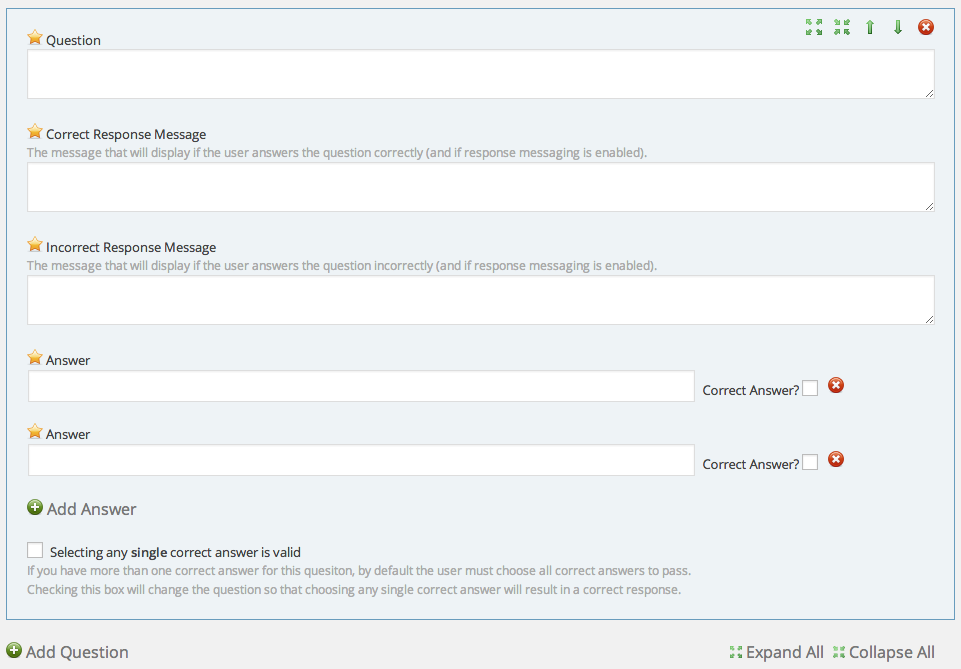 Question
Correct Response Message
The message that will display if the user answers the question correctly (and if response messaging is enabled).
Incorrect Response Message
The message that will display if the user answers the question incorrectly (and if response messaging is enabled).
Answer
Correct Answer?
Answer
Correct Answer?
Add Answer
Selecting any single correct answer is valid
If you have more than one correct answer for this quesiton, by default the user must choose all correct answers to pass.
Checking this box will change the question so that choosing any single correct answer will result in a correct response.
Add Question Expand All Collapse All